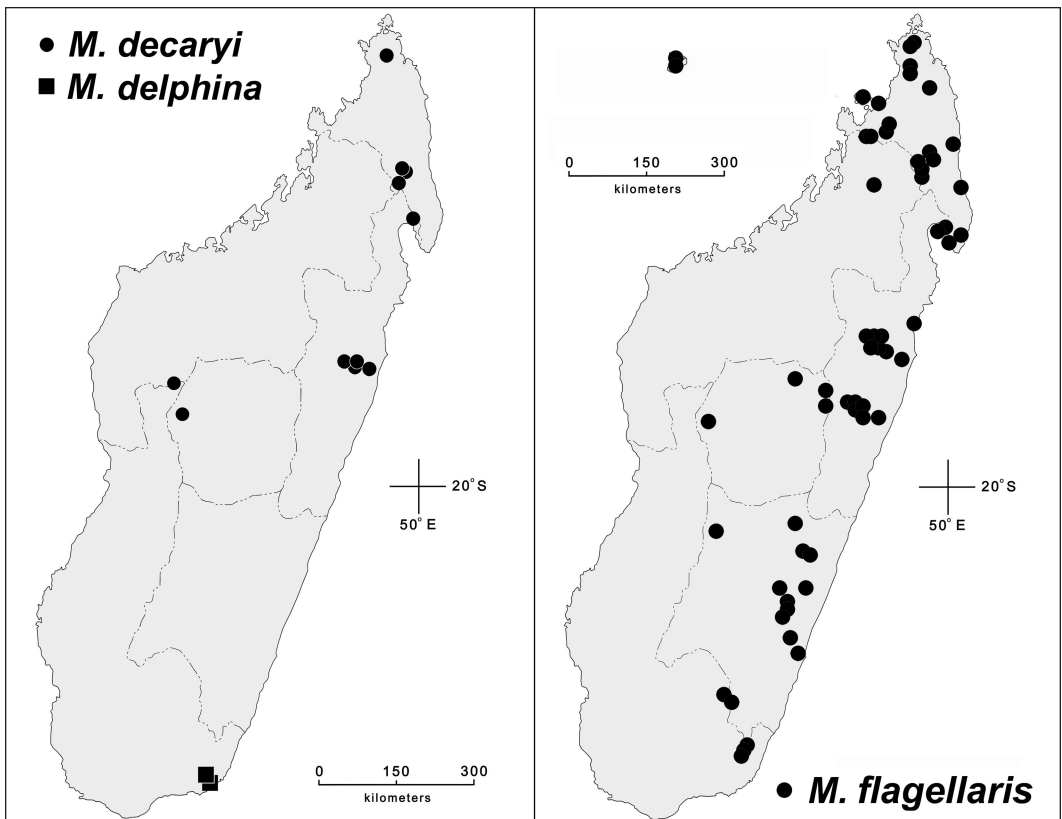 M. decaryi
M. delphina
20°S
50°E
0 150 300
kilometers
0 150 300
kilometers
20°S
50°E
M. flagellaris